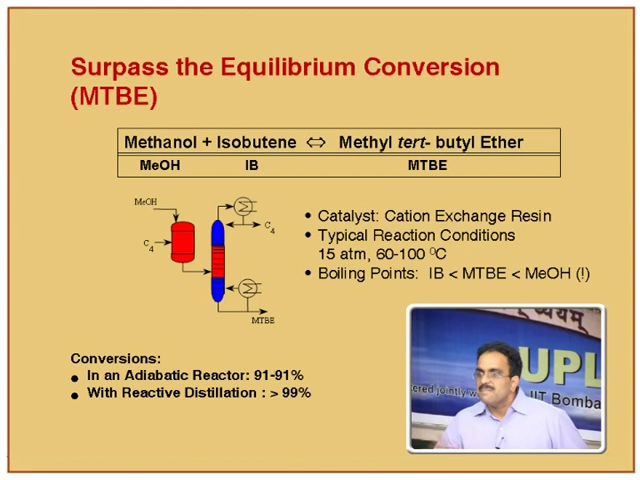 Surpass the Equilibrium Conversion
(MTBE)
Methanol + Isobutene ⇔ Methyl tert- butyl Ether
MeOH IB MTBE
MeOH
C4
C4
MTBE
• Catalyst: Cation Exchange Resin
• Typical Reaction Conditions
15 atm, 60-100 ⁰C
• Boiling Points: IB < MTBE < MeOH (!)
Conversions:
• In an Adiabatic Reactor: 91-91%
• With Reactive Distillation : > 99%
UPL
ered jointly
IIT Bomba